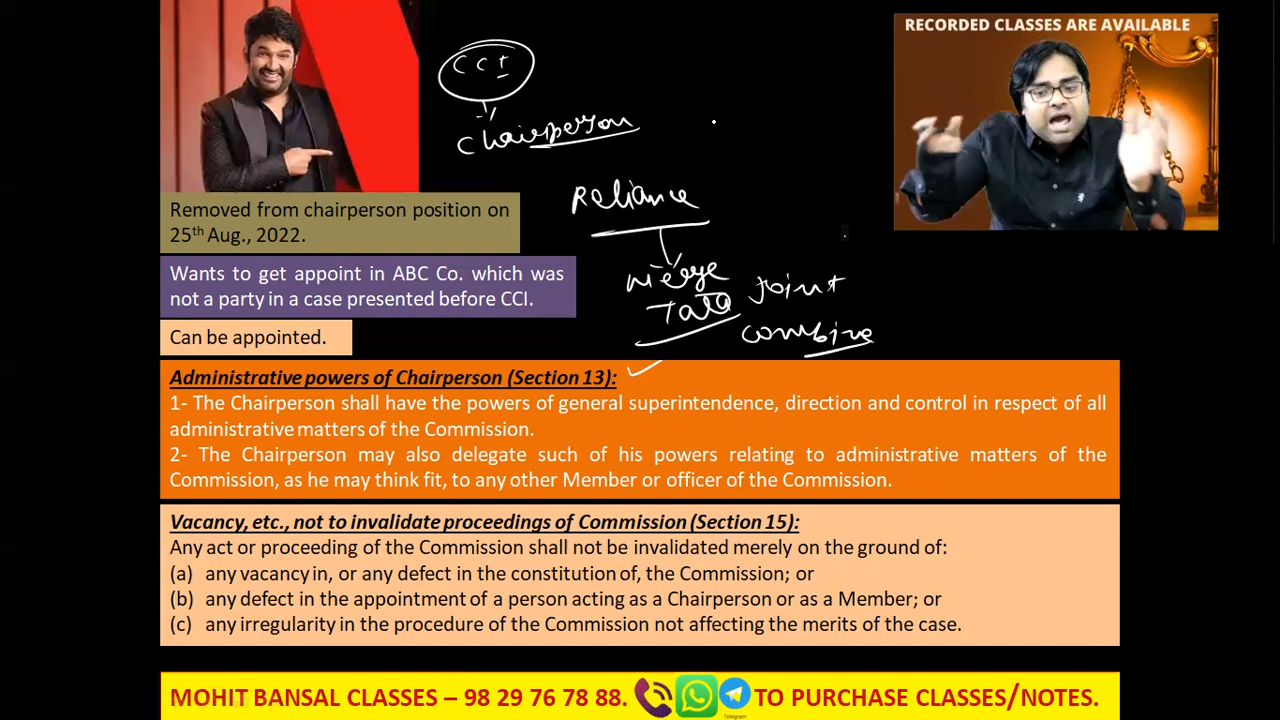 RECORDED CLASSES ARE AVAILABLE
CCI
Chairperson
Reliance
Merge
Tata
Joint
Combine
Removed from chairperson position on
25th Aug., 2022.
Wants to get appoint in ABC Co. which was
not a party in a case presented before CCI.
Can be appointed.
Administrative powers of Chairperson (Section 13):
1- The Chairperson shall have the powers of general superintendence, direction and control in respect of all
administrative matters of the Commission.
2- The Chairperson may also delegate such of his powers relating to administrative matters of the
Commission, as he may think fit, to any other Member or officer of the Commission.
Vacancy, etc., not to invalidate proceedings of Commission (Section 15):
Any act or proceeding of the Commission shall not be invalidated merely on the ground of:
(a) any vacancy in, or any defect in the constitution of, the Commission; or
(b) any defect in the appointment of a person acting as a Chairperson or as a Member; or
(c) any irregularity in the procedure of the Commission not affecting the merits of the case.
MOHIT BANSAL CLASSES – 98 29 76 78 88. TO PURCHASE CLASSES/NOTES.
Telegram